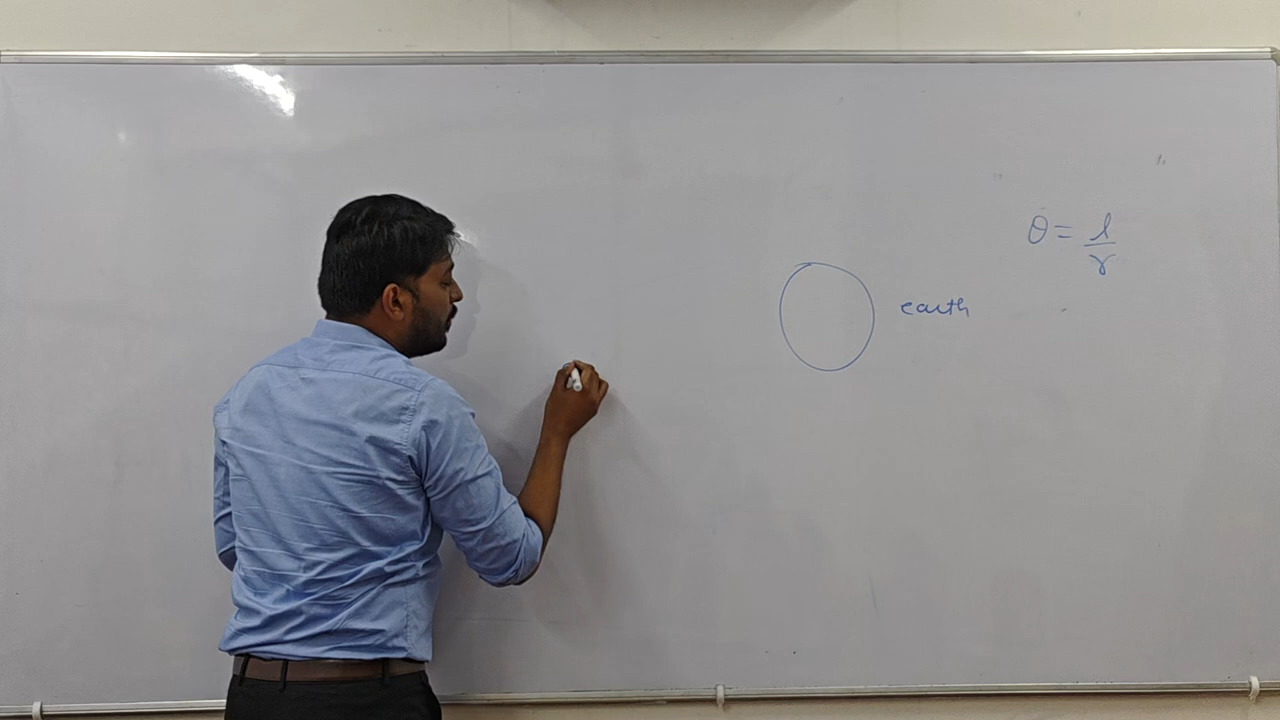 θ = l/r
earth